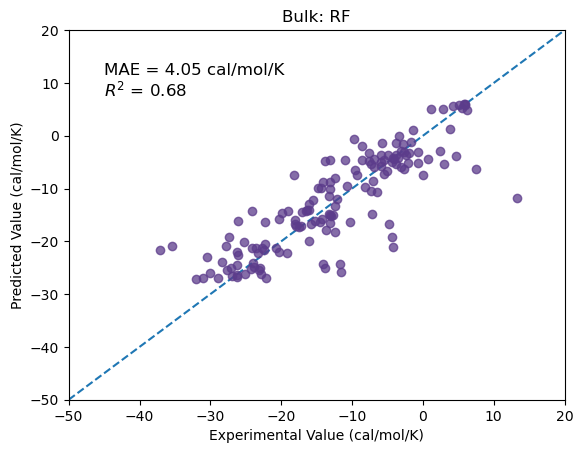 Bulk: RF
MAE = 4.05 cal/mol/K
R² = 0.68
Predicted Value (cal/mol/K)
20
10
0
−10
−20
−30
−40
−50
−50 −40 −30 −20 −10 0 10 20
Experimental Value (cal/mol/K)